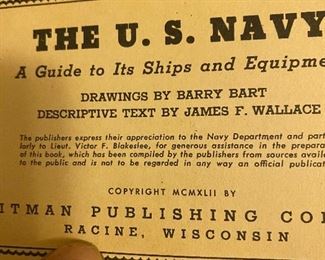 THE U. S. NAVY
A Guide to Its Ships and Equipme
DRAWINGS BY BARRY BART
DESCRIPTIVE TEXT BY JAMES F. WALLACE
The publishers express their appreciation to the Navy Department and part
larly to Lieut. Victor F. Blakeslee, for generous assistance in the prepara
of this book, which has been compiled by the publishers from sources availa
to the public and is not to be regarded in any way an official publicat
COPYRIGHT MCMXLII BY
ITMAN PUBLISHING CO
RACINE, WISCONSIN